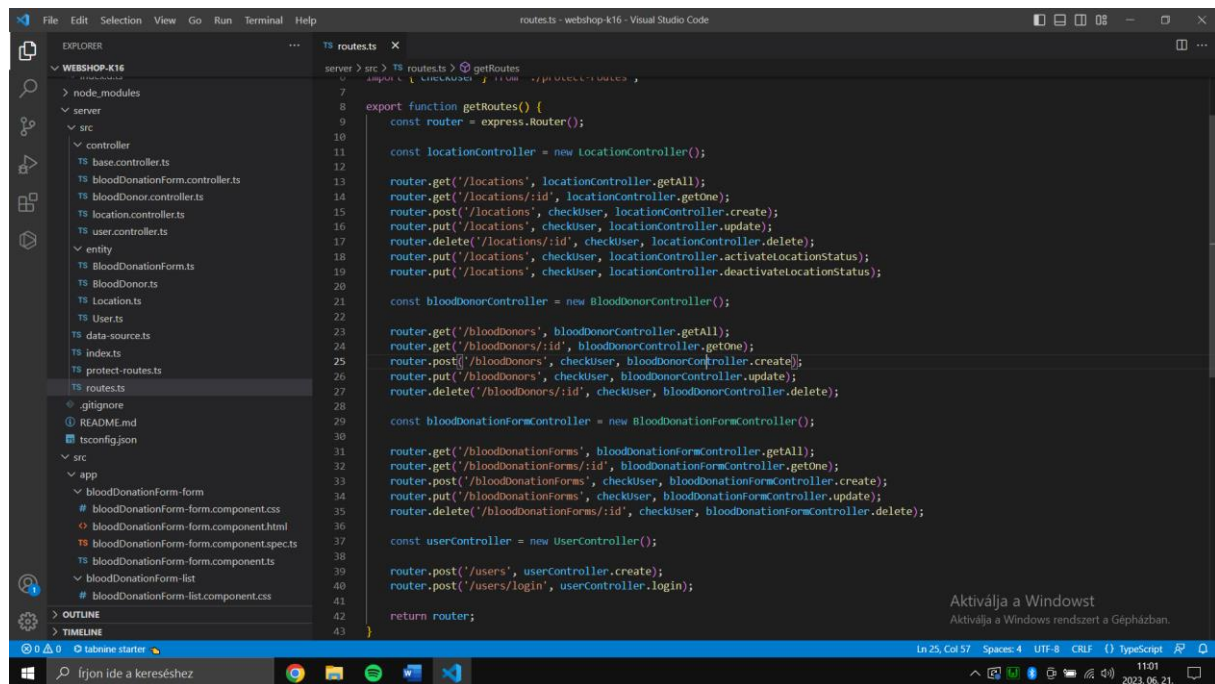 File Edit Selection View Go Run Terminal Help
routes.ts - webshop-k16 - Visual Studio Code
EXPLORER
WEBSHOP-K16
node_modules
server
src
controller
TS base.controller.ts
TS bloodDonationForm.controller.ts
TS bloodDonor.controller.ts
TS location.controller.ts
TS user.controller.ts
entity
TS BloodDonationForm.ts
TS BloodDonor.ts
TS Location.ts
TS User.ts
TS data-source.ts
TS index.ts
TS protect-routes.ts
TS routes.ts
.gitignore
README.md
tsconfig.json
src
app
bloodDonationForm-form
# bloodDonationForm-form.component.css
<> bloodDonationForm-form.component.html
TS bloodDonationForm-form.component.spec.ts
TS bloodDonationForm-form.component.ts
bloodDonationForm-list
# bloodDonationForm-list.component.css
OUTLINE
TIMELINE
TS routes.ts
server > src > TS routes.ts > getRoutes
6 import { checkUser } from './protect-routes';
7
8 export function getRoutes() {
9 const router = express.Router();
10
11 const locationController = new LocationController();
12
13 router.get('/locations', locationController.getAll);
14 router.get('/locations/:id', locationController.getOne);
15 router.post('/locations', checkUser, locationController.create);
16 router.put('/locations', checkUser, locationController.update);
17 router.delete('/locations/:id', checkUser, locationController.delete);
18 router.put('/locations', checkUser, locationController.activateLocationStatus);
19 router.put('/locations', checkUser, locationController.deactivateLocationStatus);
20
21 const bloodDonorController = new BloodDonorController();
22
23 router.get('/bloodDonors', bloodDonorController.getAll);
24 router.get('/bloodDonors/:id', bloodDonorController.getOne);
25 router.post('/bloodDonors', checkUser, bloodDonorController.create);
26 router.put('/bloodDonors', checkUser, bloodDonorController.update);
27 router.delete('/bloodDonors/:id', checkUser, bloodDonorController.delete);
28
29 const bloodDonationFormController = new BloodDonationFormController();
30
31 router.get('/bloodDonationForms', bloodDonationFormController.getAll);
32 router.get('/bloodDonationForms/:id', bloodDonationFormController.getOne);
33 router.post('/bloodDonationForms', checkUser, bloodDonationFormController.create);
34 router.put('/bloodDonationForms', checkUser, bloodDonationFormController.update);
35 router.delete('/bloodDonationForms/:id', checkUser, bloodDonationFormController.delete);
36
37 const userController = new UserController();
38
39 router.post('/users', userController.create);
40 router.post('/users/login', userController.login);
41
42 return router;
43 }
Aktiválja a Windowst
Aktiválja a Windows rendszert a Gépházban.
0 0 tabnine starter
Ln 25, Col 57 Spaces: 4 UTF-8 CRLF {} TypeScript
Írjon ide a kereséshez
11:01
2023. 06. 21.